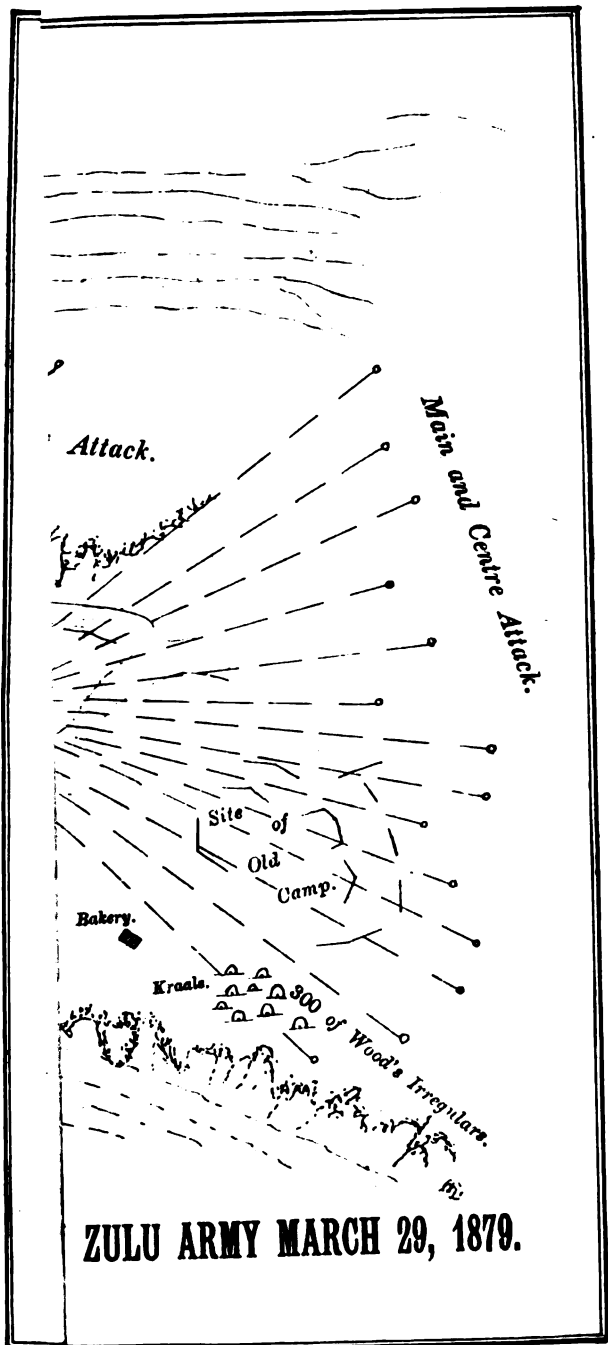 Attack.
Main and Centre Attack.
Site of
Old
Camp.
Bakery.
Kraals.
300 of Wood's Irregulars.
ZULU ARMY MARCH 29, 1879.